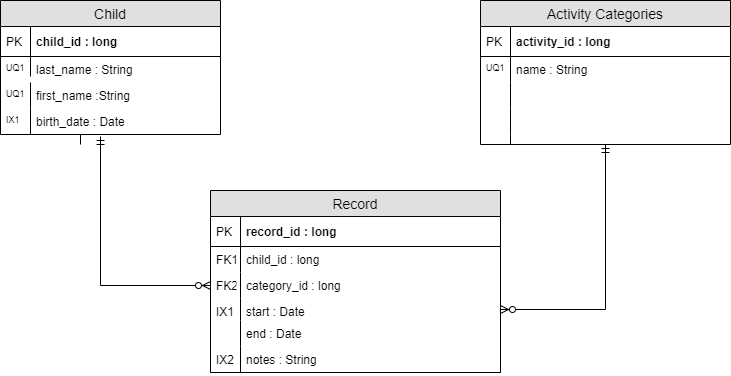 Child
PK child_id : long
UQ1 last_name : String
UQ1 first_name :String
IX1 birth_date : Date
Activity Categories
PK activity_id : long
UQ1 name : String
Record
PK record_id : long
FK1 child_id : long
FK2 category_id : long
IX1 start : Date
end : Date
IX2 notes : String